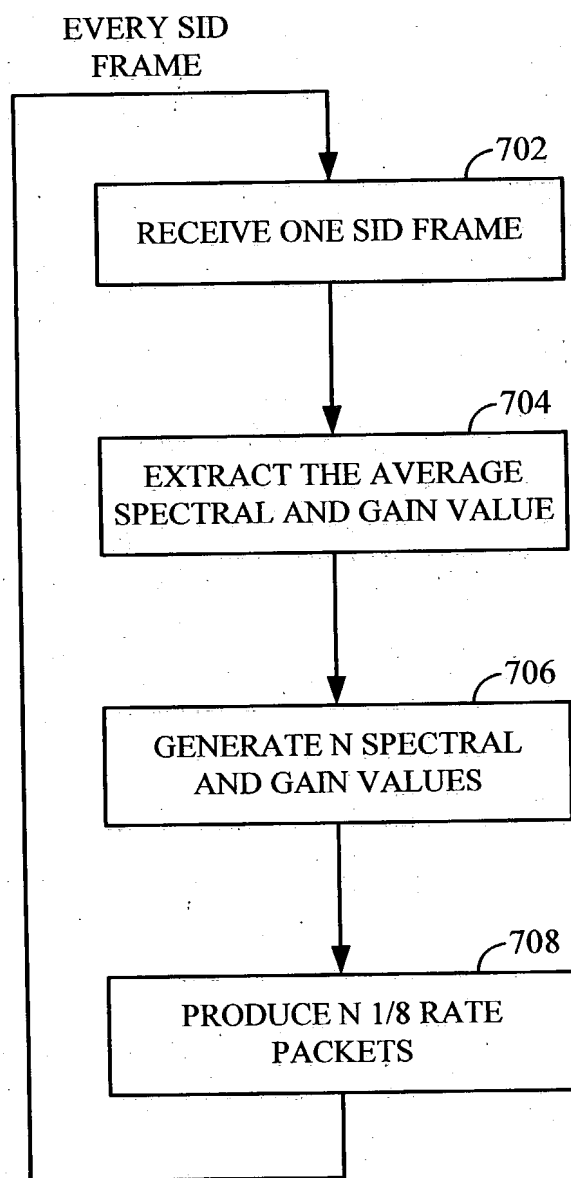 EVERY SID
FRAME
702
RECEIVE ONE SID FRAME
704
EXTRACT THE AVERAGE
SPECTRAL AND GAIN VALUE
706
GENERATE N SPECTRAL
AND GAIN VALUES
708
PRODUCE N 1/8 RATE
PACKETS